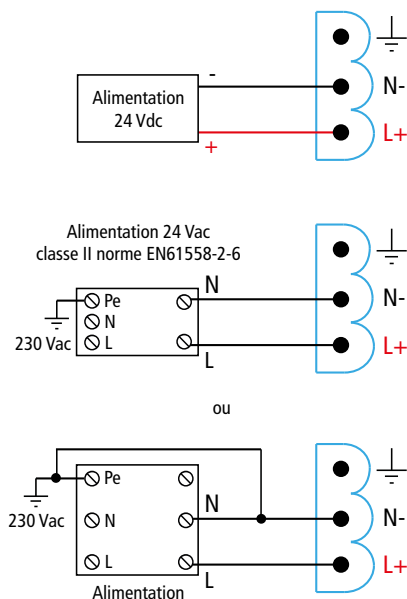 Alimentation
24 Vdc
-
+
N-
L+
Alimentation 24 Vac
classe II norme EN61558-2-6
Pe
N
L
230 Vac
N
L
N-
L+
ou
Pe
N
L
230 Vac
N
L
N-
L+
Alimentation